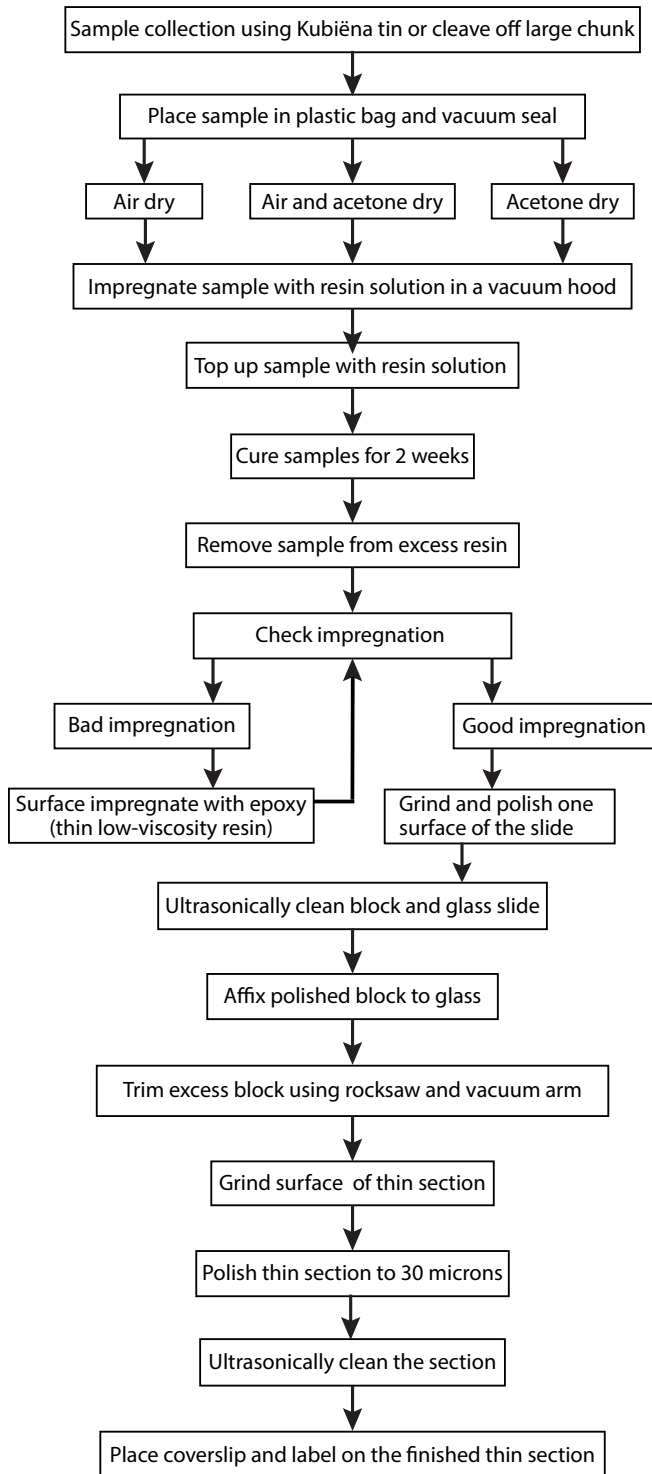 Sample collection using Kubiëna tin or cleave off large chunk
Place sample in plastic bag and vacuum seal
Air dry
Air and acetone dry
Acetone dry
Impregnate sample with resin solution in a vacuum hood
Top up sample with resin solution
Cure samples for 2 weeks
Remove sample from excess resin
Check impregnation
Bad impregnation
Good impregnation
Surface impregnate with epoxy
(thin low-viscosity resin)
Grind and polish one
surface of the slide
Ultrasonically clean block and glass slide
Affix polished block to glass
Trim excess block using rocksaw and vacuum arm
Grind surface of thin section
Polish thin section to 30 microns
Ultrasonically clean the section
Place coverslip and label on the finished thin section